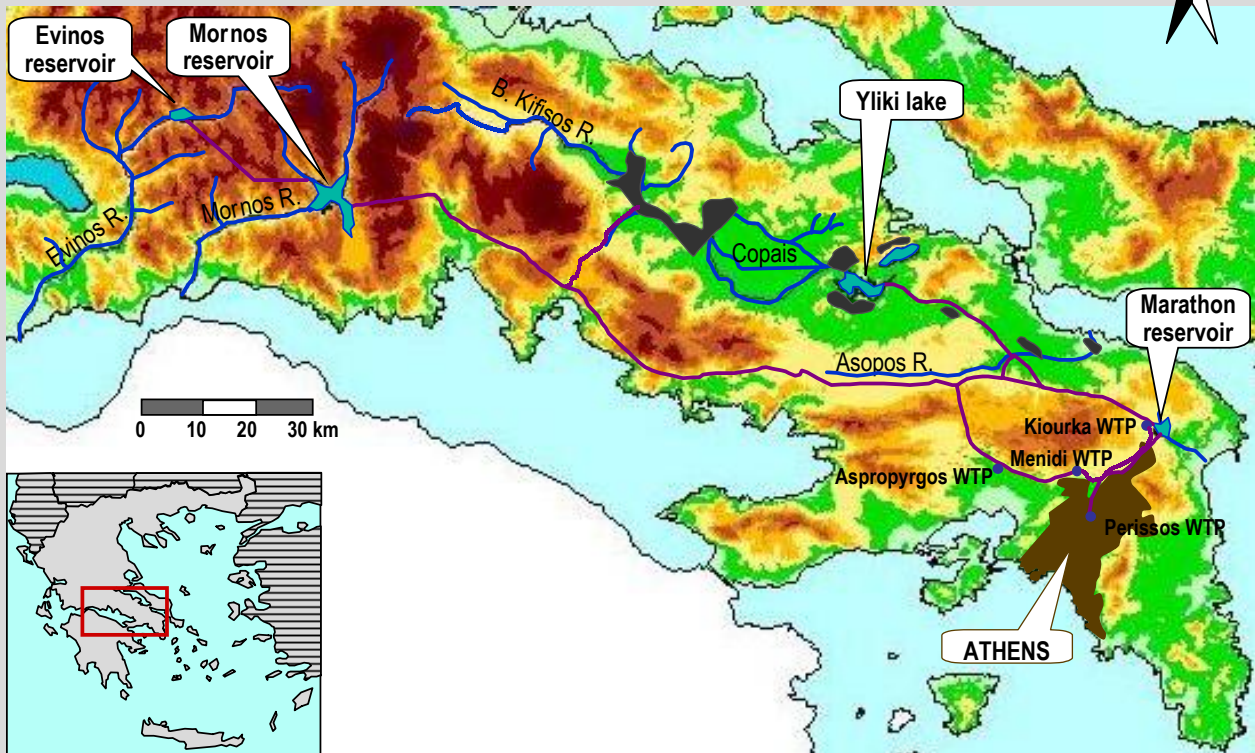 Evinos
reservoir
Mornos
reservoir
B. Kifisos R.
Yliki lake
Mornos R.
Evinos R.
Copais
Marathon
reservoir
Asopos R.
0 10 20 30 km
Kiourka WTP
Menidi WTP
Aspropyrgos WTP
Perissos WTP
ATHENS